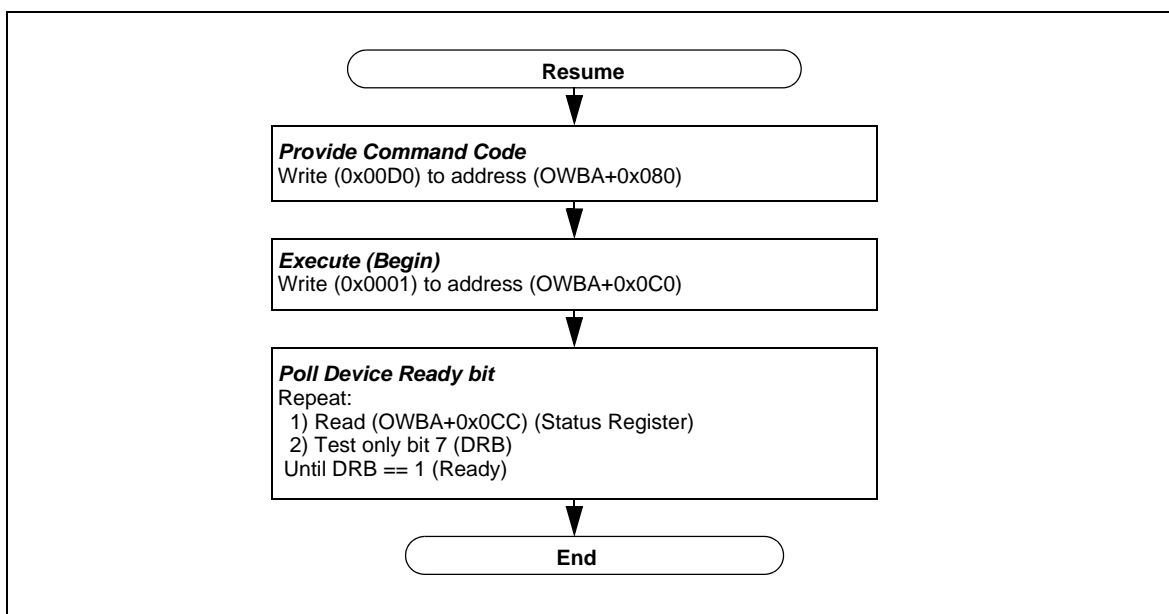 Resume
Provide Command Code
Write (0x00D0) to address (OWBA+0x080)
Execute (Begin)
Write (0x0001) to address (OWBA+0x0C0)
Poll Device Ready bit
Repeat:
1) Read (OWBA+0x0CC) (Status Register)
2) Test only bit 7 (DRB)
Until DRB == 1 (Ready)
End